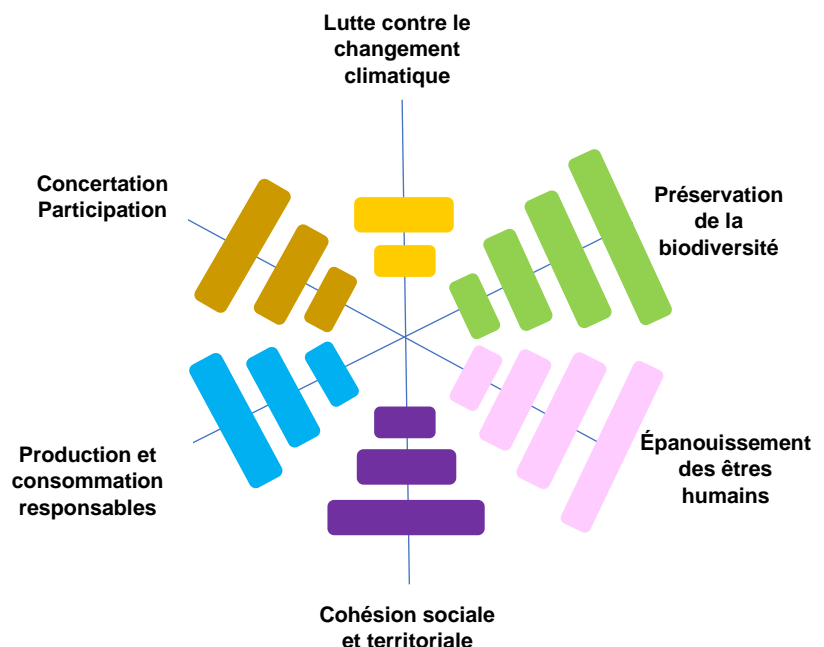 Lutte contre le
changement
climatique
Concertation
Participation
Préservation
de la
biodiversité
Production et
consommation
responsables
Épanouissement
des êtres
humains
Cohésion sociale
et territoriale